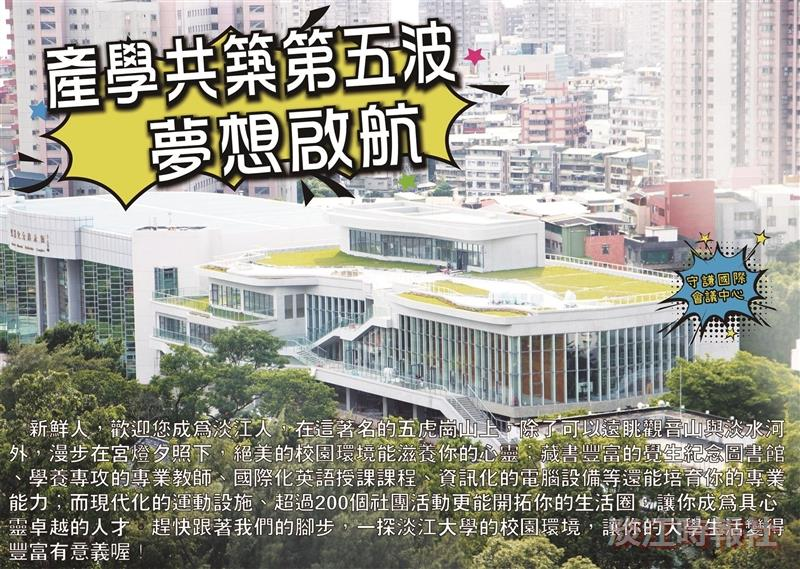 產學共築第五波
夢想啟航
守謙國際
會議中心
新鮮人，歡迎您成為淡江人，在這著名的五虎崗山上，除了可以遠眺觀音山與淡水河
外，漫步在宮燈夕照下，絕美的校園環境能滋養你的心靈；藏書豐富的覺生紀念圖書館
、學養專攻的專業教師、國際化英語授課課程、資訊化的電腦設備等還能培育你的專業
能力；而現代化的運動設施、超過200個社團活動更能開拓你的生活圈。讓你成為具心
靈卓越的人才。趕快跟著我們的腳步，一探淡江大學的校園環境，讓你的大學生活變得
豐富有意義喔！
淡江時報社